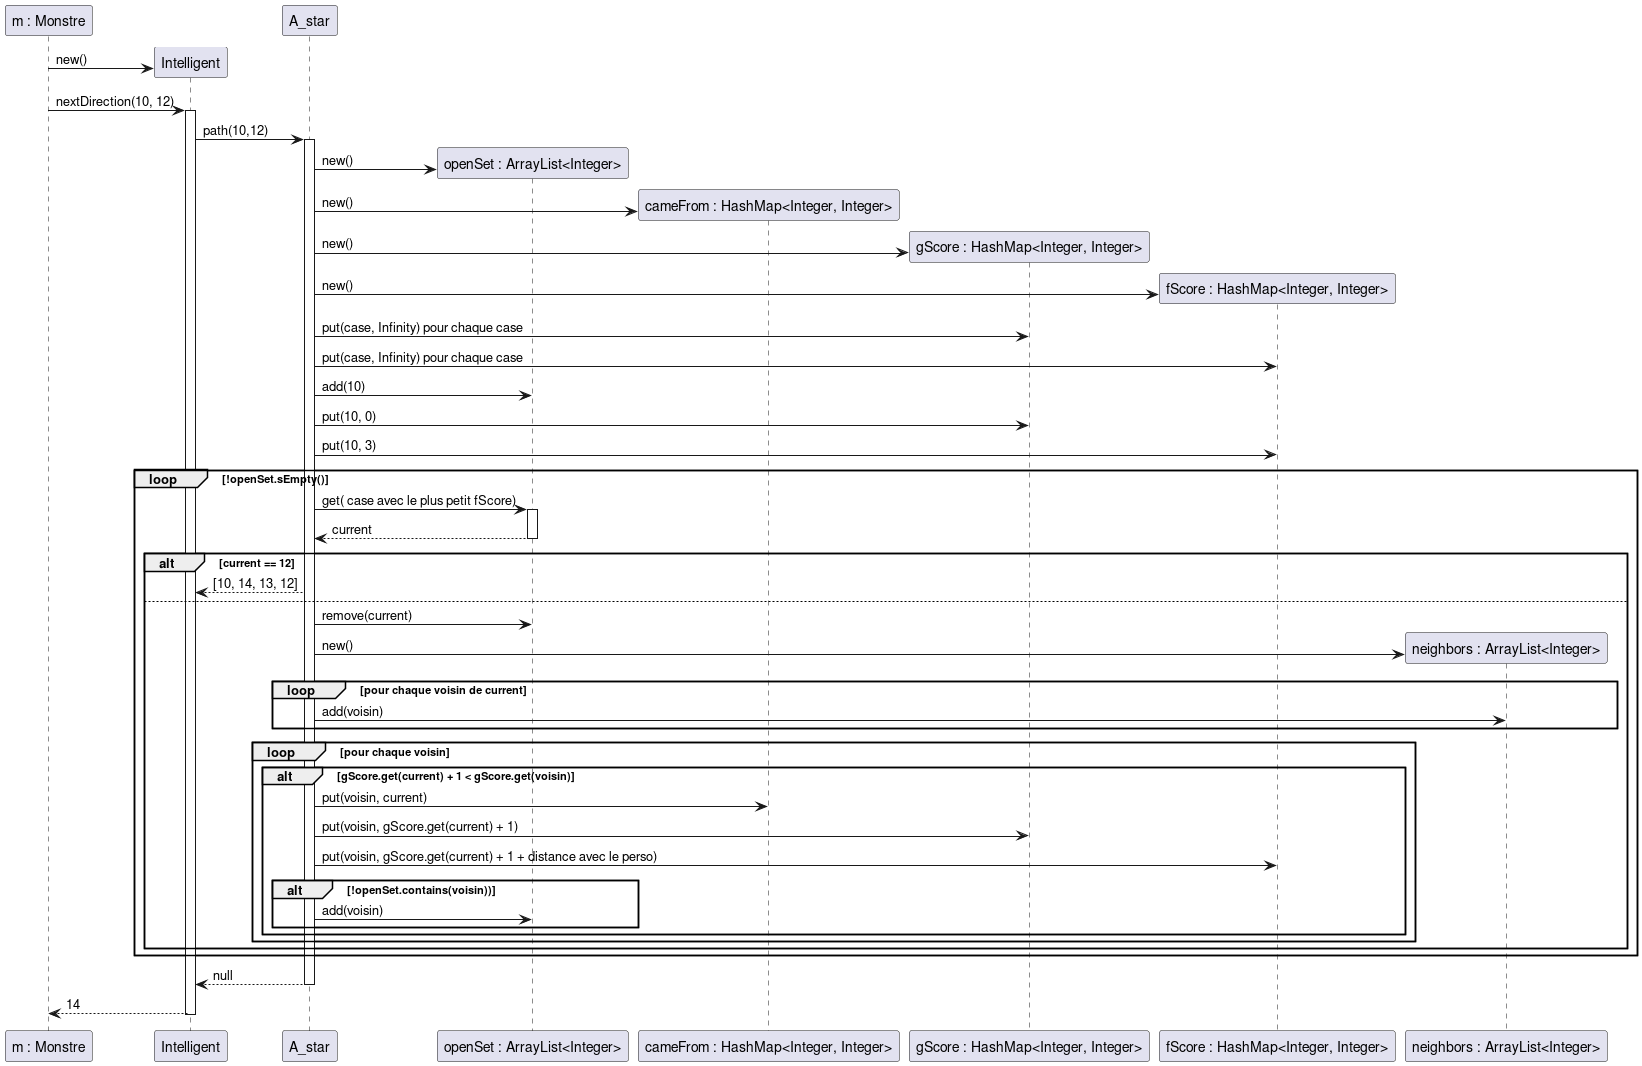 m : Monstre
A_star
new()
Intelligent
nextDirection(10, 12)
path(10,12)
new()
openSet : ArrayList<Integer>
new()
cameFrom : HashMap<Integer, Integer>
new()
gScore : HashMap<Integer, Integer>
new()
fScore : HashMap<Integer, Integer>
put(case, Infinity) pour chaque case
put(case, Infinity) pour chaque case
add(10)
put(10, 0)
put(10, 3)
loop [!openSet.sEmpty()]
get( case avec le plus petit fScore)
current
alt [current == 12]
[10, 14, 13, 12]
remove(current)
new()
neighbors : ArrayList<Integer>
loop [pour chaque voisin de current]
add(voisin)
loop [pour chaque voisin]
alt [gScore.get(current) + 1 < gScore.get(voisin)]
put(voisin, current)
put(voisin, gScore.get(current) + 1)
put(voisin, gScore.get(current) + 1 + distance avec le perso)
alt [!openSet.contains(voisin))]
add(voisin)
null
14
m : Monstre
Intelligent
A_star
openSet : ArrayList<Integer>
cameFrom : HashMap<Integer, Integer>
gScore : HashMap<Integer, Integer>
fScore : HashMap<Integer, Integer>
neighbors : ArrayList<Integer>